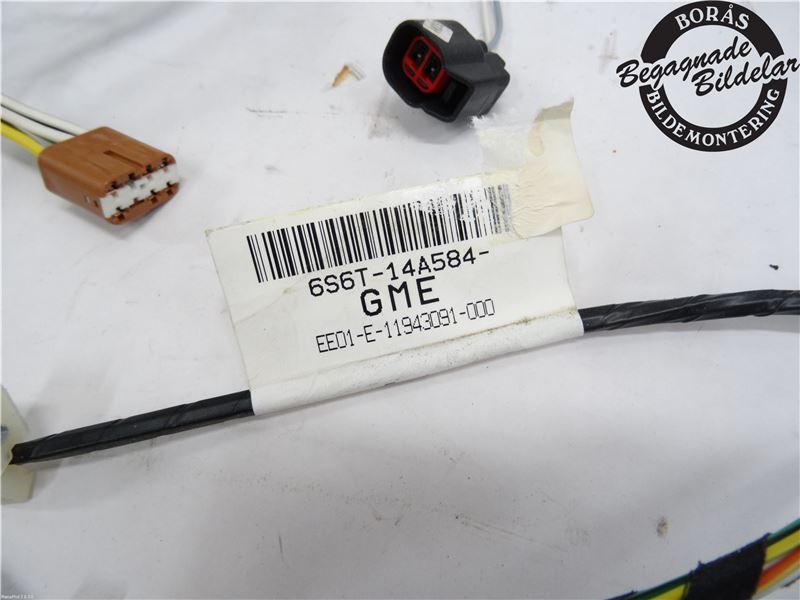 BORÅS
Begagnade
Bildelar
BILDEMONTERING
6S6T-14A584-
GME
EE01-E-11943091-000